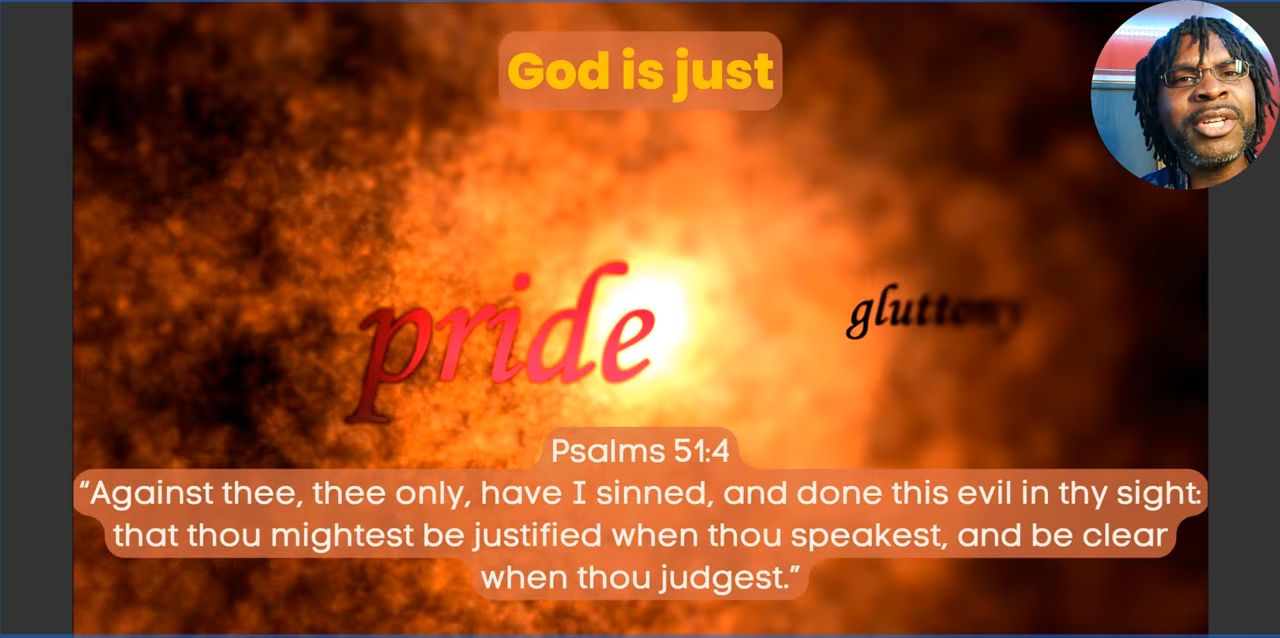 God is just
pride
gluttony
Psalms 51:4
“Against thee, thee only, have I sinned, and done this evil in thy sight:
that thou mightest be justified when thou speakest, and be clear
when thou judgest.”